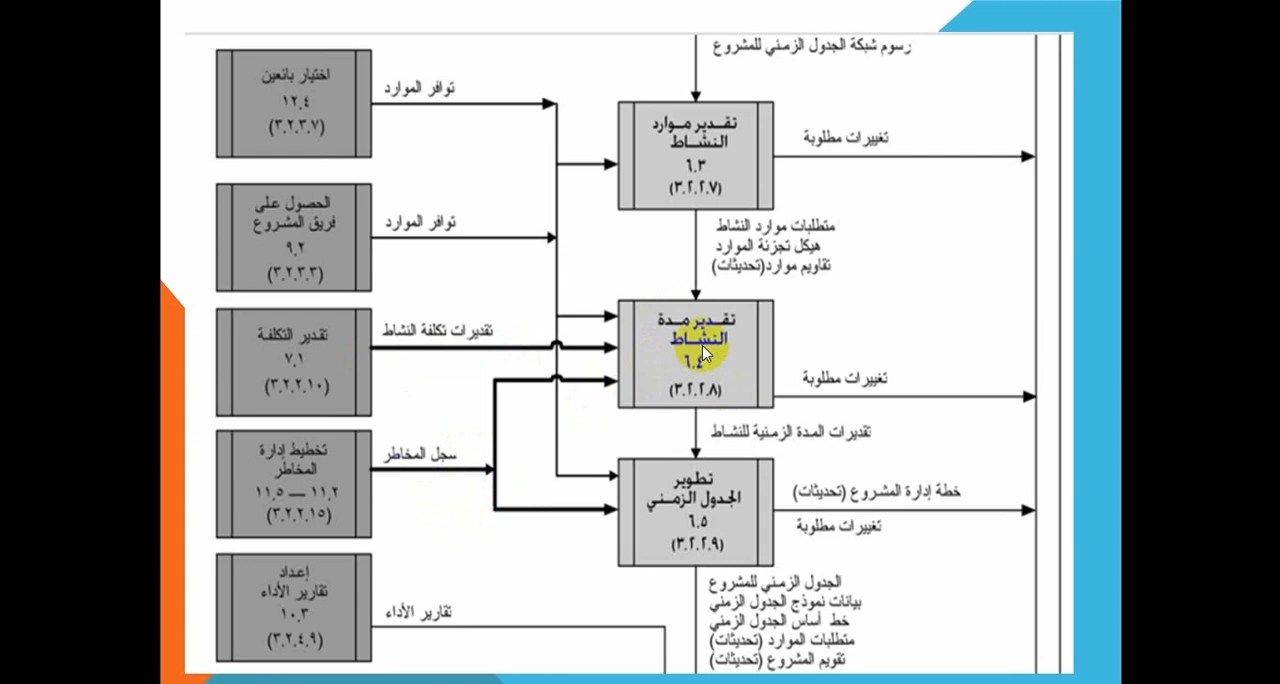 رسوم شبكة الجدول الزمني للمشروع
اختيار بائعين
١٢.٤
(٣.٢.٣.٧)
توافر الموارد
تقدير موارد
النشاط
٦.٣
(٣.٢.٢.٧)
تغييرات مطلوبة
الحصول على
فريق المشروع
٩.٢
(٣.٢.٣.٣)
توافر الموارد
متطلبات موارد النشاط
هيكل تجزئة الموارد
تقاويم موارد(تحديثات)
تقدير التكلفة
٧.١
(٣.٢.٢.١٠)
تقديرات تكلفة النشاط
تقدير مدة
النشاط
٦.٤
(٣.٢.٢.٨)
تغييرات مطلوبة
تقديرات المدة الزمنية للنشاط
تخطيط إدارة
المخاطر
١١.٢ — ١١.٥
(٣.٢.٢.١٥)
سجل المخاطر
تطوير
الجدول الزمني
٦.٥
(٣.٢.٢.٩)
خطة إدارة المشروع (تحديثات)
تغييرات مطلوبة
إعداد
تقارير الأداء
١٠.٣
(٣.٢.٤.٩)
تقارير الأداء
الجدول الزمني للمشروع
بيانات نموذج الجدول الزمني
خط أساس الجدول الزمني
متطلبات الموارد (تحديثات)
تقويم المشروع (تحديثات)